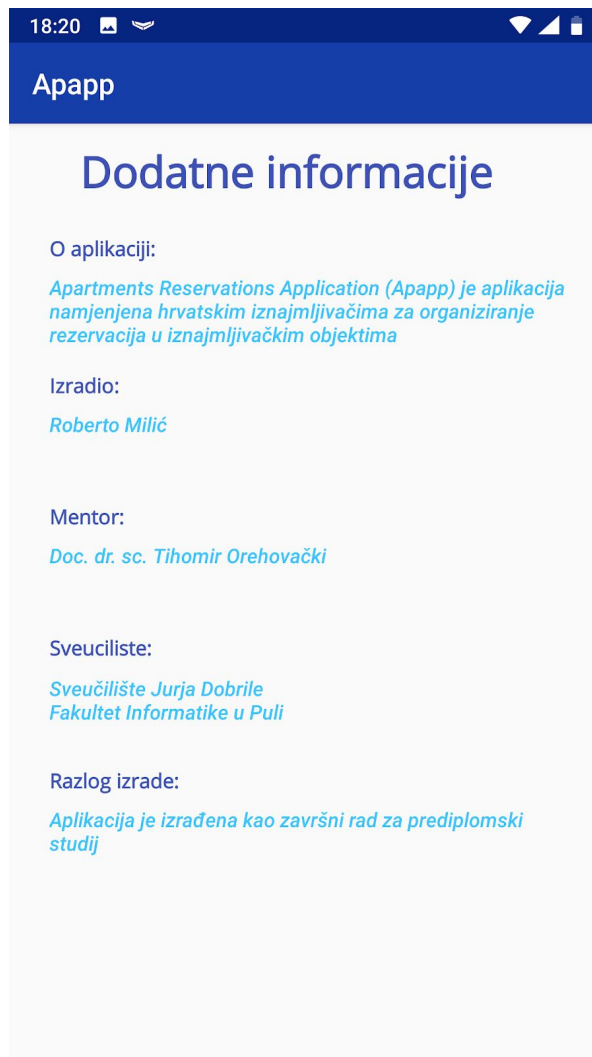 18:20
Apapp
Dodatne informacije
O aplikaciji:
Apartments Reservations Application (Apapp) je aplikacija
namjenjena hrvatskim iznajmljivačima za organiziranje
rezervacija u iznajmljivačkim objektima
Izradio:
Roberto Milić
Mentor:
Doc. dr. sc. Tihomir Orehovački
Sveuciliste:
Sveučilište Jurja Dobrile
Fakultet Informatike u Puli
Razlog izrade:
Aplikacija je izrađena kao završni rad za prediplomski
studij